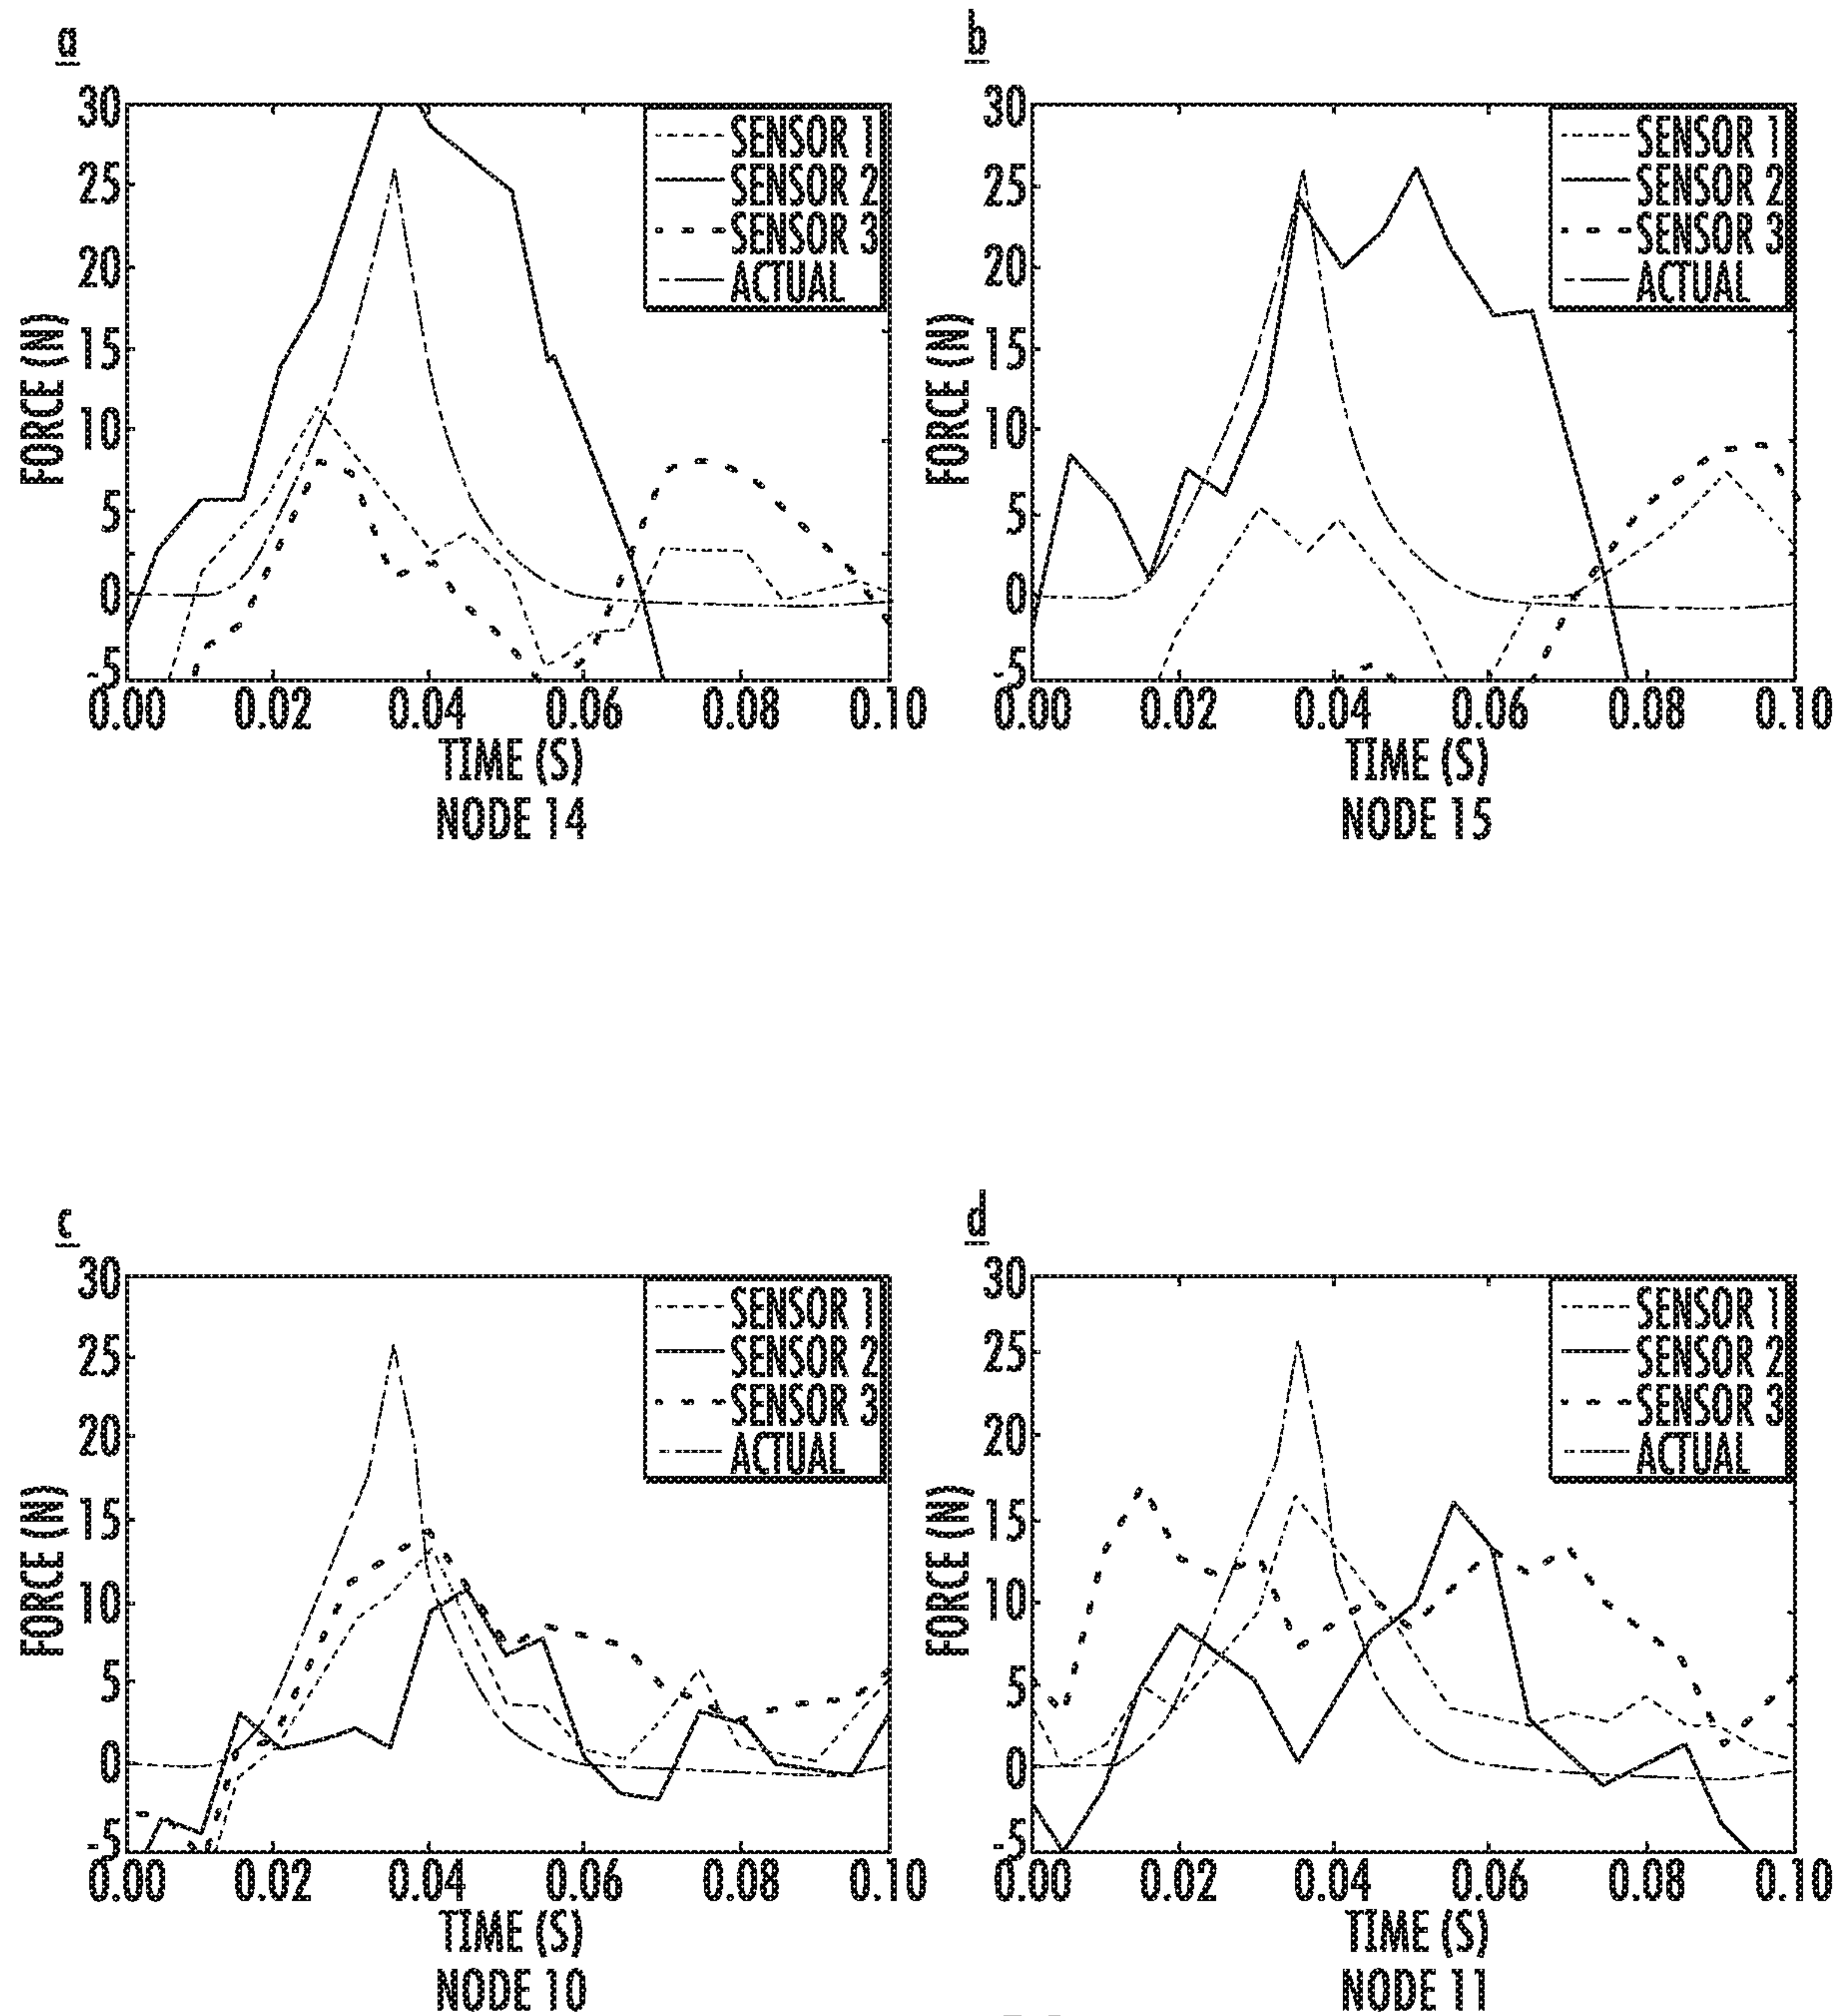 a
30
25
20
15
10
5
0
-5
FORCE (N)
SENSOR 1
SENSOR 2
SENSOR 3
ACTUAL
0.00 0.02 0.04 0.06 0.08 0.10
TIME (S)
NODE 14
b
30
25
20
15
10
5
0
-5
FORCE (N)
SENSOR 1
SENSOR 2
SENSOR 3
ACTUAL
0.00 0.02 0.04 0.06 0.08 0.10
TIME (S)
NODE 15
c
30
25
20
15
10
5
0
-5
FORCE (N)
SENSOR 1
SENSOR 2
SENSOR 3
ACTUAL
0.00 0.02 0.04 0.06 0.08 0.10
TIME (S)
NODE 10
d
30
25
20
15
10
5
0
-5
FORCE (N)
SENSOR 1
SENSOR 2
SENSOR 3
ACTUAL
0.00 0.02 0.04 0.06 0.08 0.10
TIME (S)
NODE 11